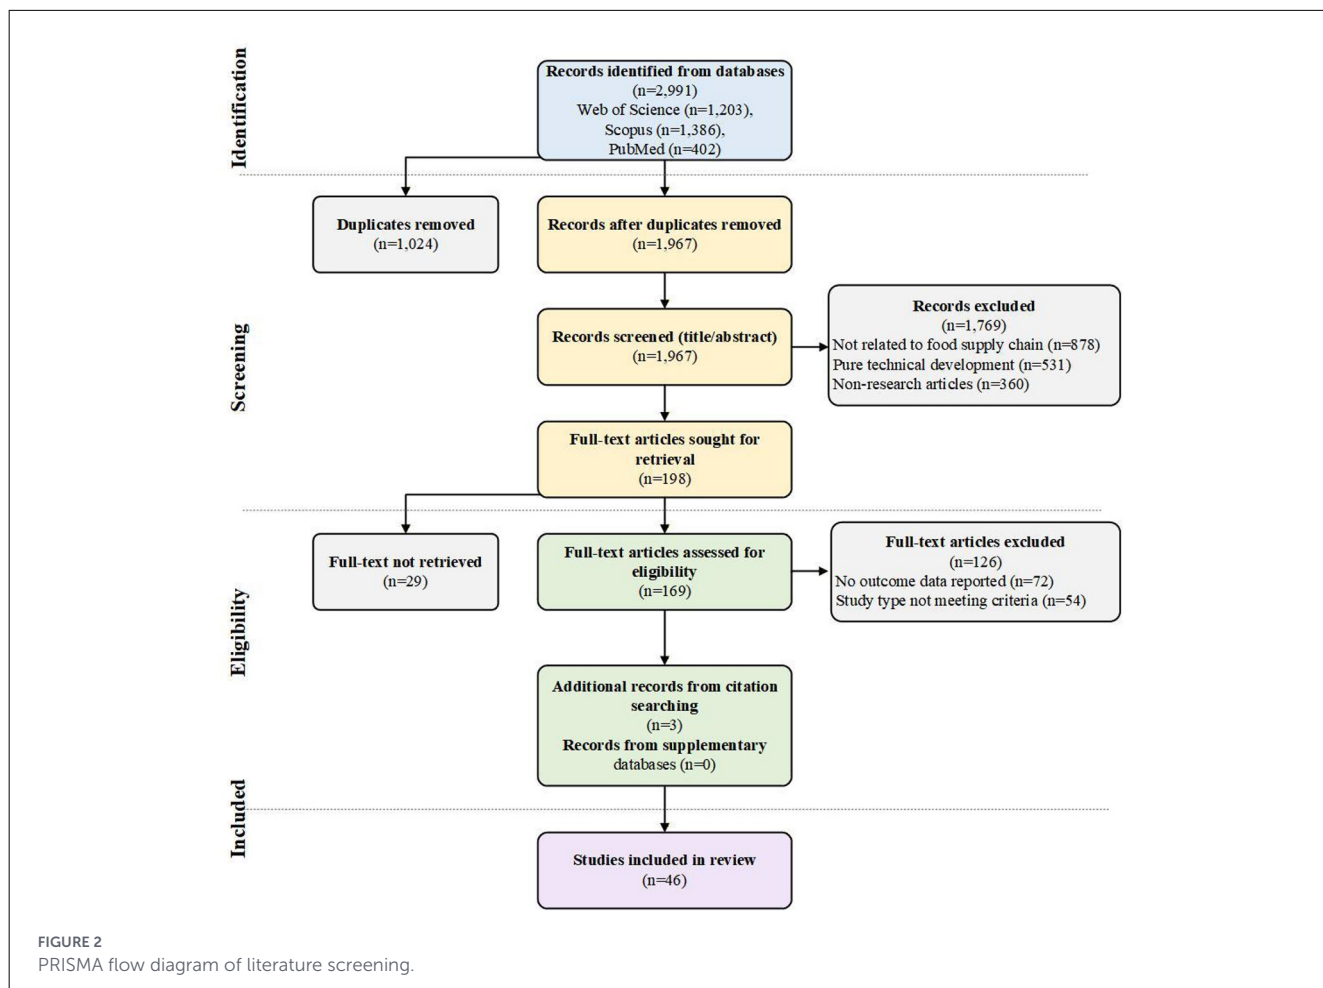 Identification
Records identified from databases
(n=2,991)
Web of Science (n=1,203),
Scopus (n=1,386),
PubMed (n=402)
Screening
Duplicates removed
(n=1,024)
Records after duplicates removed
(n=1,967)
Records screened (title/abstract)
(n=1,967)
Records excluded
(n=1,769)
Not related to food supply chain (n=878)
Pure technical development (n=531)
Non-research articles (n=360)
Full-text articles sought for
retrieval
(n=198)
Eligibility
Full-text not retrieved
(n=29)
Full-text articles assessed for
eligibility
(n=169)
Full-text articles excluded
(n=126)
No outcome data reported (n=72)
Study type not meeting criteria (n=54)
Additional records from citation
searching
(n=3)
Records from supplementary
databases (n=0)
Included
Studies included in review
(n=46)
FIGURE 2
PRISMA flow diagram of literature screening.